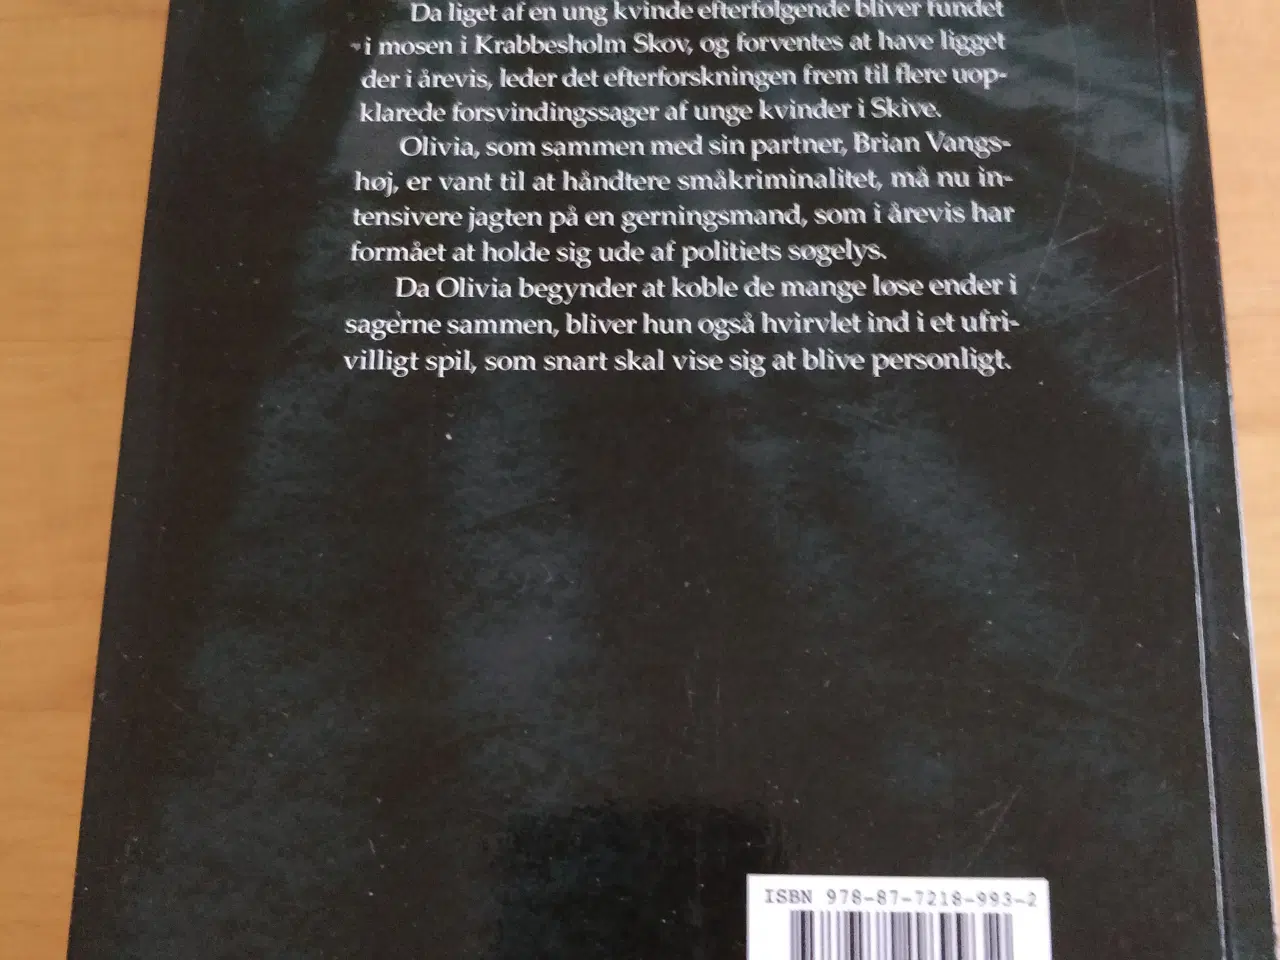 Da liget af en ung kvinde efterfølgende bliver fundet
i mosen i Krabbesholm Skov, og forventes at have ligget
der i årevis, leder det efterforskningen frem til flere uop-
klarede forsvindingssager af unge kvinder i Skive.
Olivia, som sammen med sin partner, Brian Vangs-
høj, er vant til at håndtere småkriminalitet, må nu in-
tensivere jagten på en gerningsmand, som i årevis har
formået at holde sig ude af politiets søgelys.
Da Olivia begynder at koble de mange løse ender i
sagerne sammen, bliver hun også hvirvlet ind i et ufri-
villigt spil, som snart skal vise sig at blive personligt.
ISBN 978-87-7218-993-2